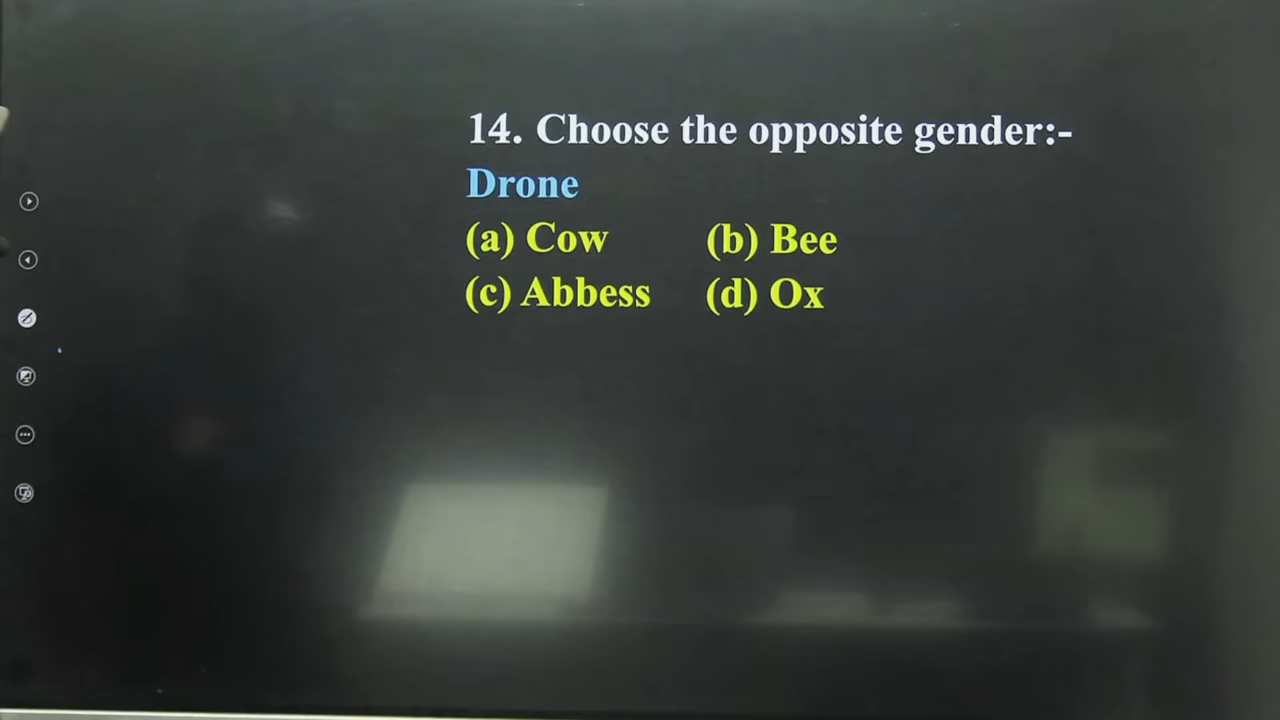 14. Choose the opposite gender:-
Drone
(a) Cow (b) Bee
(c) Abbess (d) Ox